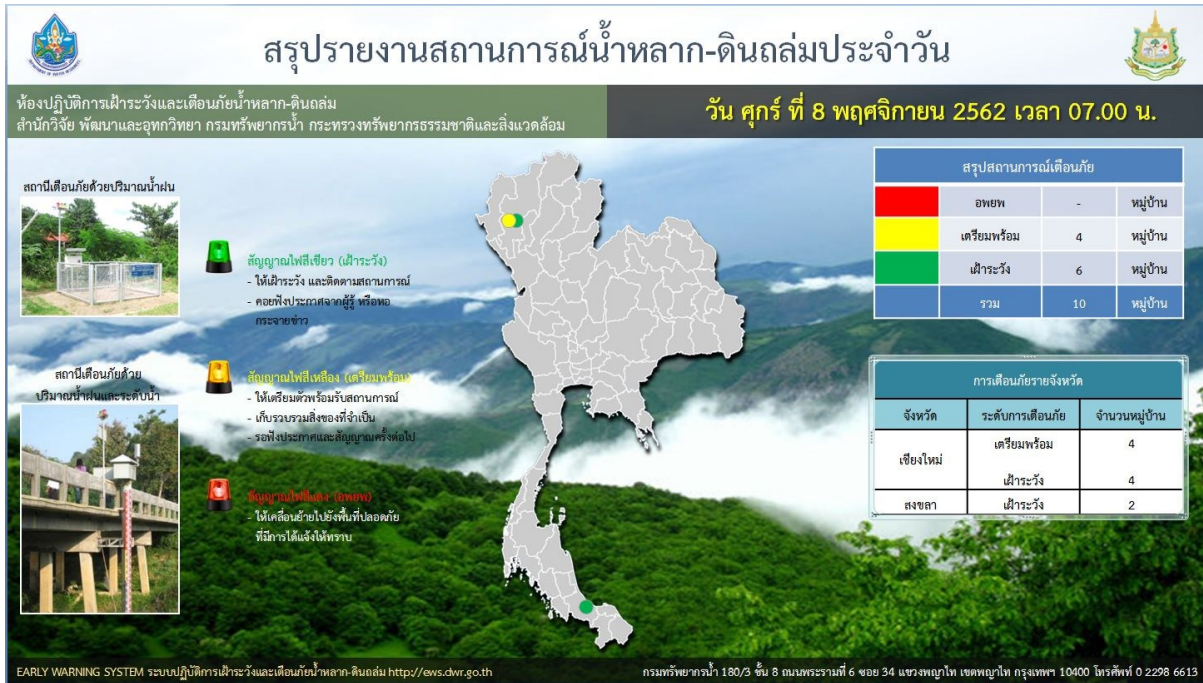 สรุปรายงานสถานการณ์น้ำหลาก-ดินถล่มประจำวัน
ห้องปฏิบัติการเฝ้าระวังและเตือนภัยน้ำหลาก-ดินถล่ม
สำนักวิจัย พัฒนาและอุทกวิทยา กรมทรัพยากรน้ำ กระทรวงทรัพยากรธรรมชาติและสิ่งแวดล้อม
วัน ศุกร์ ที่ 8 พฤศจิกายน 2562 เวลา 07.00 น.
สถานีเตือนภัยด้วยปริมาณน้ำฝน
สัญญาณไฟสีเขียว (เฝ้าระวัง)
- ให้เฝ้าระวัง และติดตามสถานการณ์
- คอยฟังประกาศจากผู้รู้ หรือหอ
กระจายข่าว
สถานีเตือนภัยด้วย
ปริมาณน้ำฝนและระดับน้ำ
สัญญาณไฟสีเหลือง (เตรียมพร้อม)
- ให้เตรียมตัวพร้อมรับสถานการณ์
- เก็บรวบรวมสิ่งของที่จำเป็น
- รอฟังประกาศและสัญญาณครั้งต่อไป
สัญญาณไฟสีแดง (อพยพ)
- ให้เคลื่อนย้ายไปยังพื้นที่ปลอดภัย
ที่มีการได้แจ้งให้ทราบ
สรุปสถานการณ์เตือนภัย
อพยพ - หมู่บ้าน
เตรียมพร้อม 4 หมู่บ้าน
เฝ้าระวัง 6 หมู่บ้าน
รวม 10 หมู่บ้าน
การเตือนภัยรายจังหวัด
จังหวัด ระดับการเตือนภัย จำนวนหมู่บ้าน
เชียงใหม่ เตรียมพร้อม 4
เฝ้าระวัง 4
สงขลา เฝ้าระวัง 2
EARLY WARNING SYSTEM ระบบปฏิบัติการเฝ้าระวังและเตือนภัยน้ำหลาก-ดินถล่ม http://ews.dwr.go.th
กรมทรัพยากรน้ำ 180/3 ชั้น 8 ถนนพระรามที่ 6 ซอย 34 แขวงพญาไท เขตพญาไท กรุงเทพฯ 10400 โทรศัพท์ 0 2298 6613